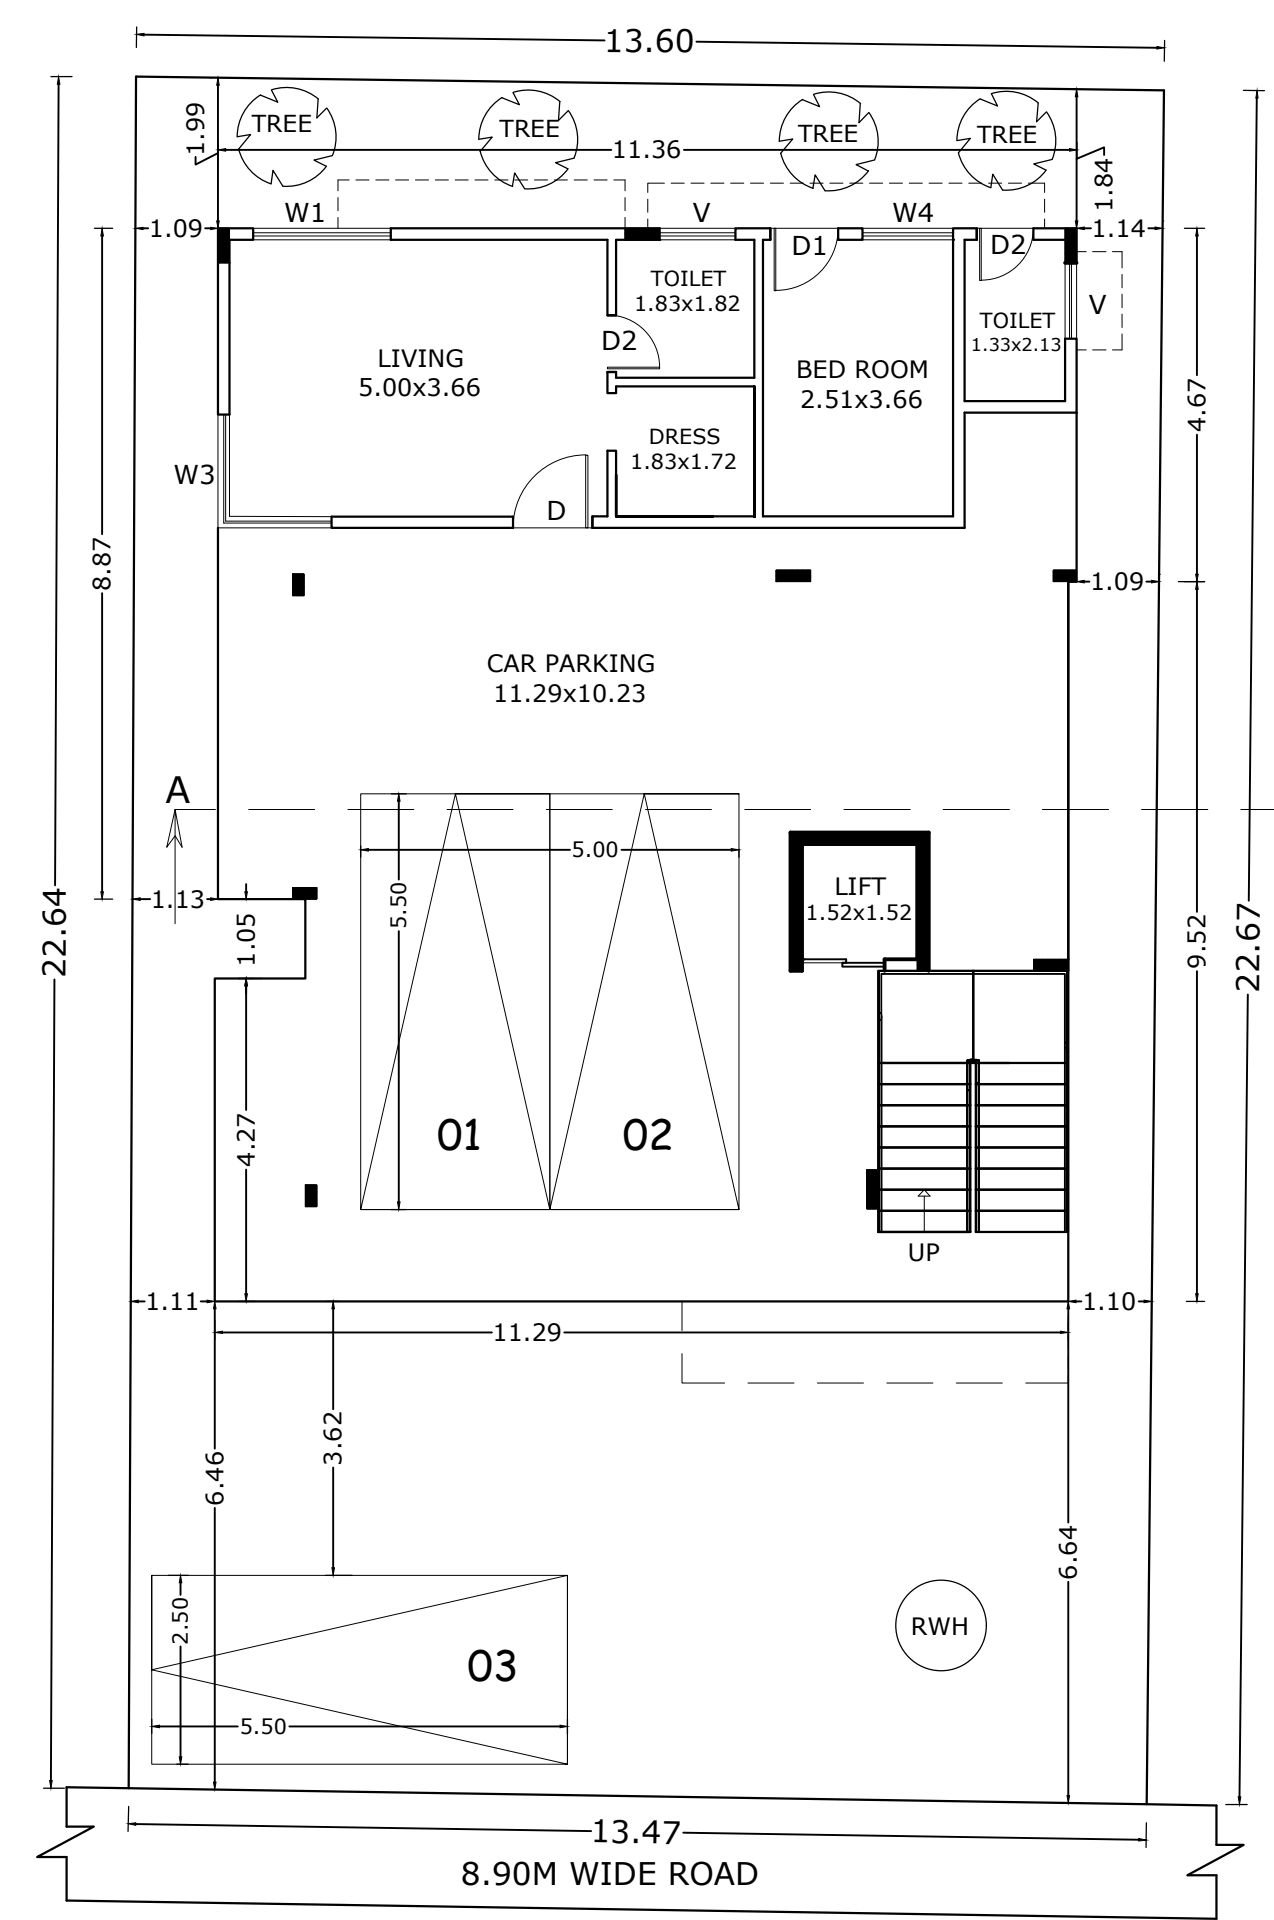 13.60
1.99
TREE
TREE
TREE
TREE
11.36
1.84
1.09
W1
V
W4
1.14
D1
D2
TOILET
1.83x1.82
V
TOILET
1.33x2.13
D2
LIVING
5.00x3.66
BED ROOM
2.51x3.66
4.67
DRESS
1.83x1.72
W3
D
8.87
1.09
CAR PARKING
11.29x10.23
A
5.00
5.50
LIFT
1.52x1.52
1.13
1.05
22.64
9.52
22.67
4.27
01
02
UP
1.11
1.10
11.29
3.62
6.46
6.64
2.50
03
RWH
5.50
13.47
8.90M WIDE ROAD